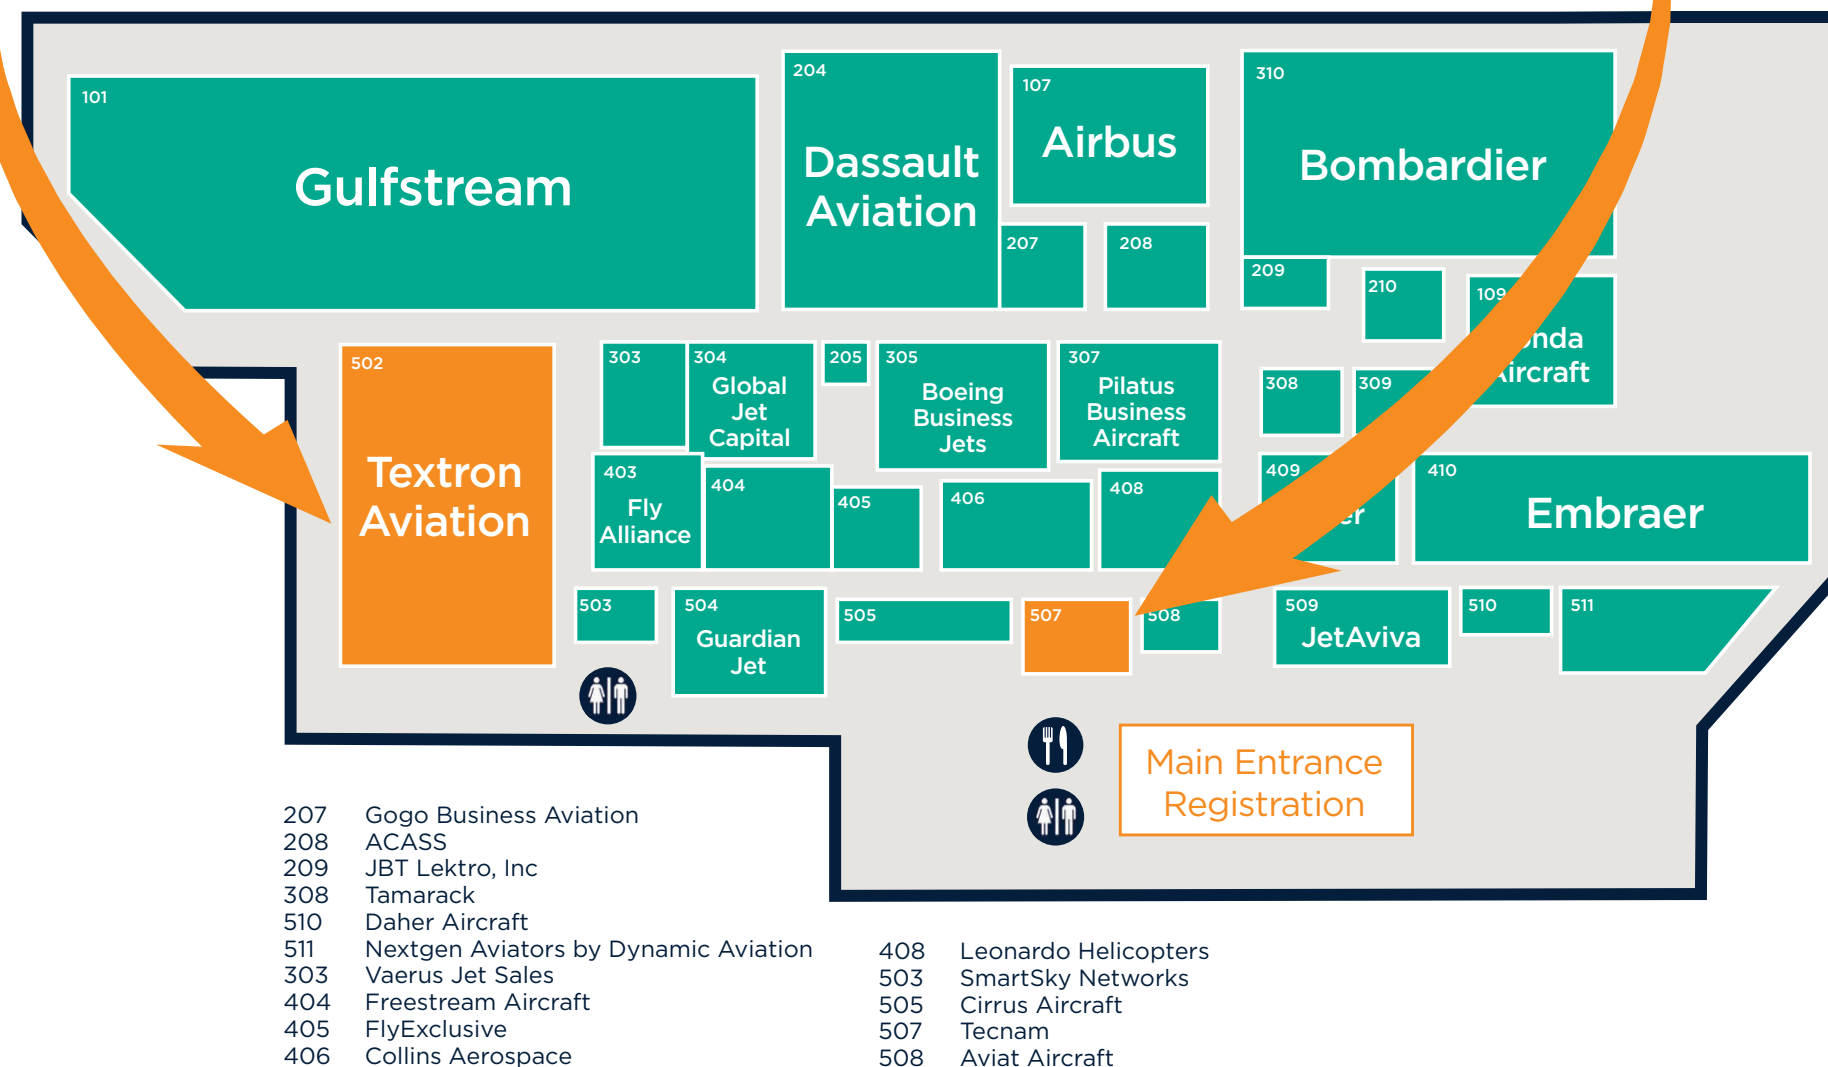 101
Gulfstream
204
Dassault
Aviation
107
Airbus
310
Bombardier
207
208
209
210
109
Aircraft
502
Textron
Aviation
303
304
Global
Jet
Capital
205
305
Boeing
Business
Jets
307
Pilatus
Business
Aircraft
308
309
403
Fly
Alliance
404
405
406
408
409
410
Embraer
503
504
Guardian
Jet
505
507
508
509
JetAviva
510
511
Main Entrance
Registration
207 Gogo Business Aviation
208 ACASS
209 JBT Lektro, Inc
308 Tamarack
510 Daher Aircraft
511 Nextgen Aviators by Dynamic Aviation
303 Vaerus Jet Sales
404 Freestream Aircraft
405 FlyExclusive
406 Collins Aerospace
408 Leonardo Helicopters
503 SmartSky Networks
505 Cirrus Aircraft
507 Tecnam
508 Aviat Aircraft